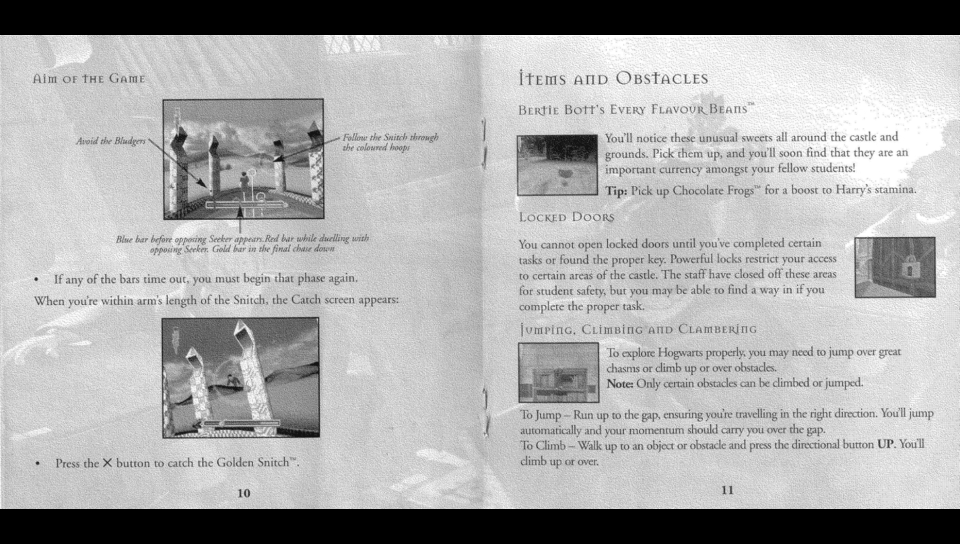 AIM OF THE GAME
Avoid the Bludgers
Follow the Snitch through
the coloured hoops
Blue bar before opposing Seeker appears.Red bar while duelling with
opposing Seeker. Gold bar in the final chase down
• If any of the bars time out, you must begin that phase again.
When you're within arm's length of the Snitch, the Catch screen appears:
• Press the ✕ button to catch the Golden Snitch™.
10
ITEMS AND OBSTACLES
BERTIE BOTT'S EVERY FLAVOUR BEANS™
You'll notice these unusual sweets all around the castle and
grounds. Pick them up, and you'll soon find that they are an
important currency amongst your fellow students!
Tip: Pick up Chocolate Frogs™ for a boost to Harry's stamina.
LOCKED DOORS
You cannot open locked doors until you've completed certain
tasks or found the proper key. Powerful locks restrict your access
to certain areas of the castle. The staff have closed off these areas
for student safety, but you may be able to find a way in if you
complete the proper task.
JUMPING, CLIMBING AND CLAMBERING
To explore Hogwarts properly, you may need to jump over great
chasms or climb up or over obstacles.
Note: Only certain obstacles can be climbed or jumped.
To Jump – Run up to the gap, ensuring you're travelling in the right direction. You'll jump
automatically and your momentum should carry you over the gap.
To Climb – Walk up to an object or obstacle and press the directional button UP. You'll
climb up or over.
11